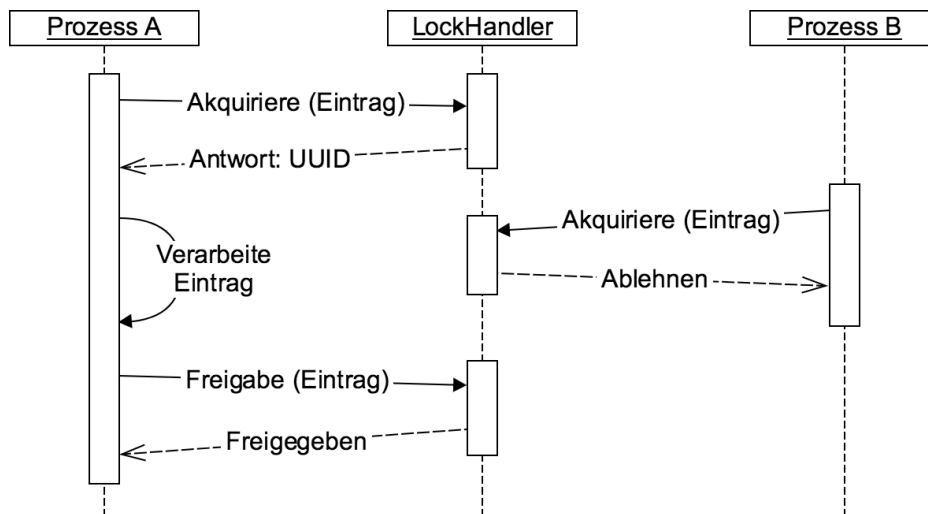 Prozess A
LockHandler
Prozess B
Akquiriere (Eintrag)
Antwort: UUID
Akquiriere (Eintrag)
Verarbeite
Eintrag
Ablehnen
Freigabe (Eintrag)
Freigegeben